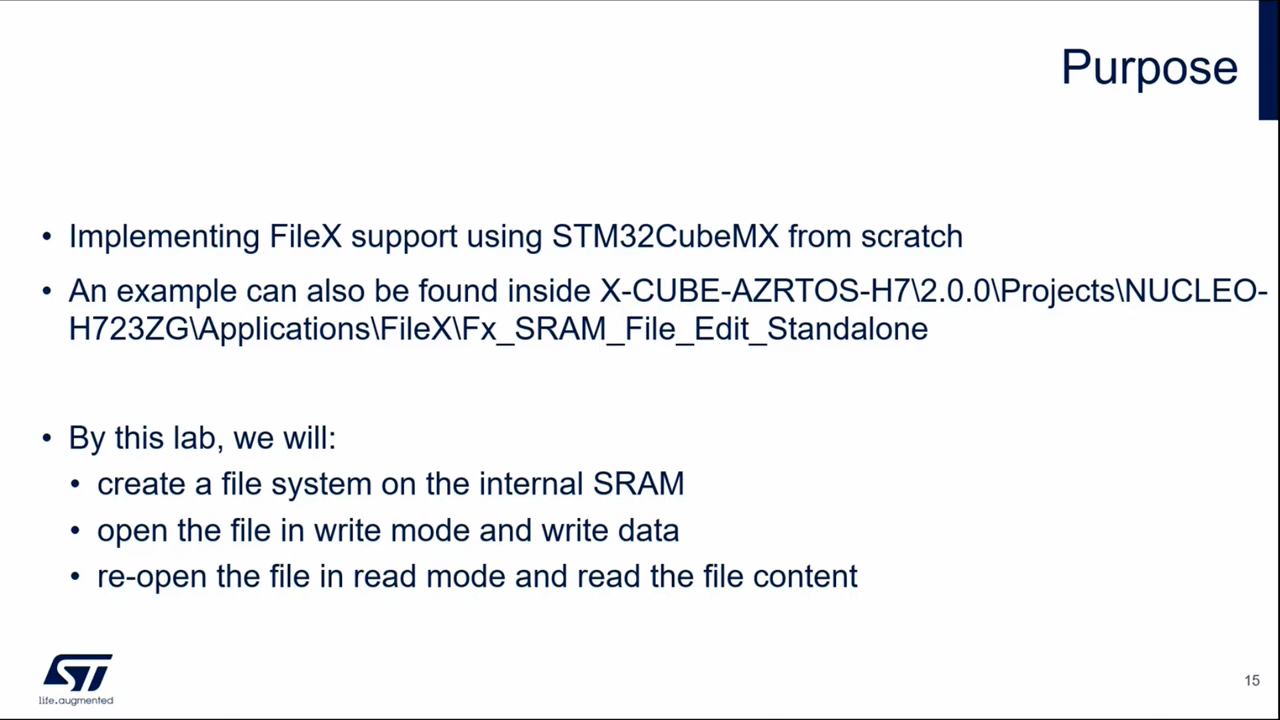 Purpose
• Implementing FileX support using STM32CubeMX from scratch
• An example can also be found inside X-CUBE-AZRTOS-H7\2.0.0\Projects\NUCLEO-
H723ZG\Applications\FileX\Fx_SRAM_File_Edit_Standalone
• By this lab, we will:
• create a file system on the internal SRAM
• open the file in write mode and write data
• re-open the file in read mode and read the file content
ST
life.augmented
15